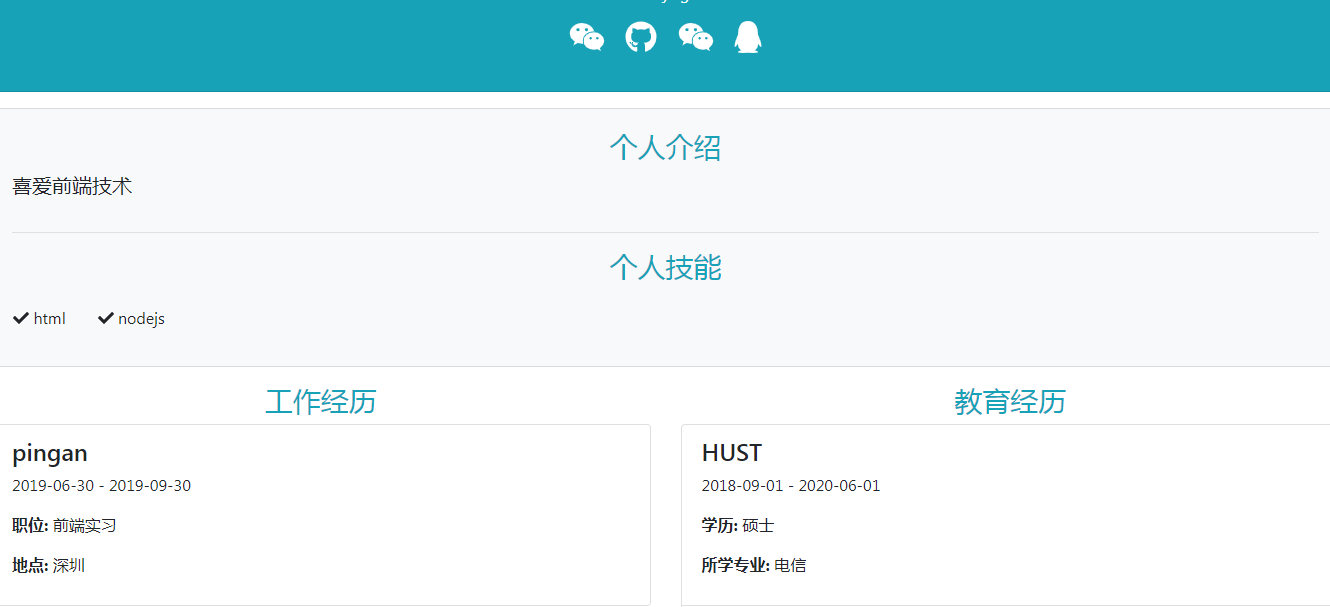 个人介绍
喜爱前端技术
个人技能
html nodejs
工作经历
pingan
2019-06-30 - 2019-09-30
职位: 前端实习
地点: 深圳
教育经历
HUST
2018-09-01 - 2020-06-01
学历: 硕士
所学专业: 电信